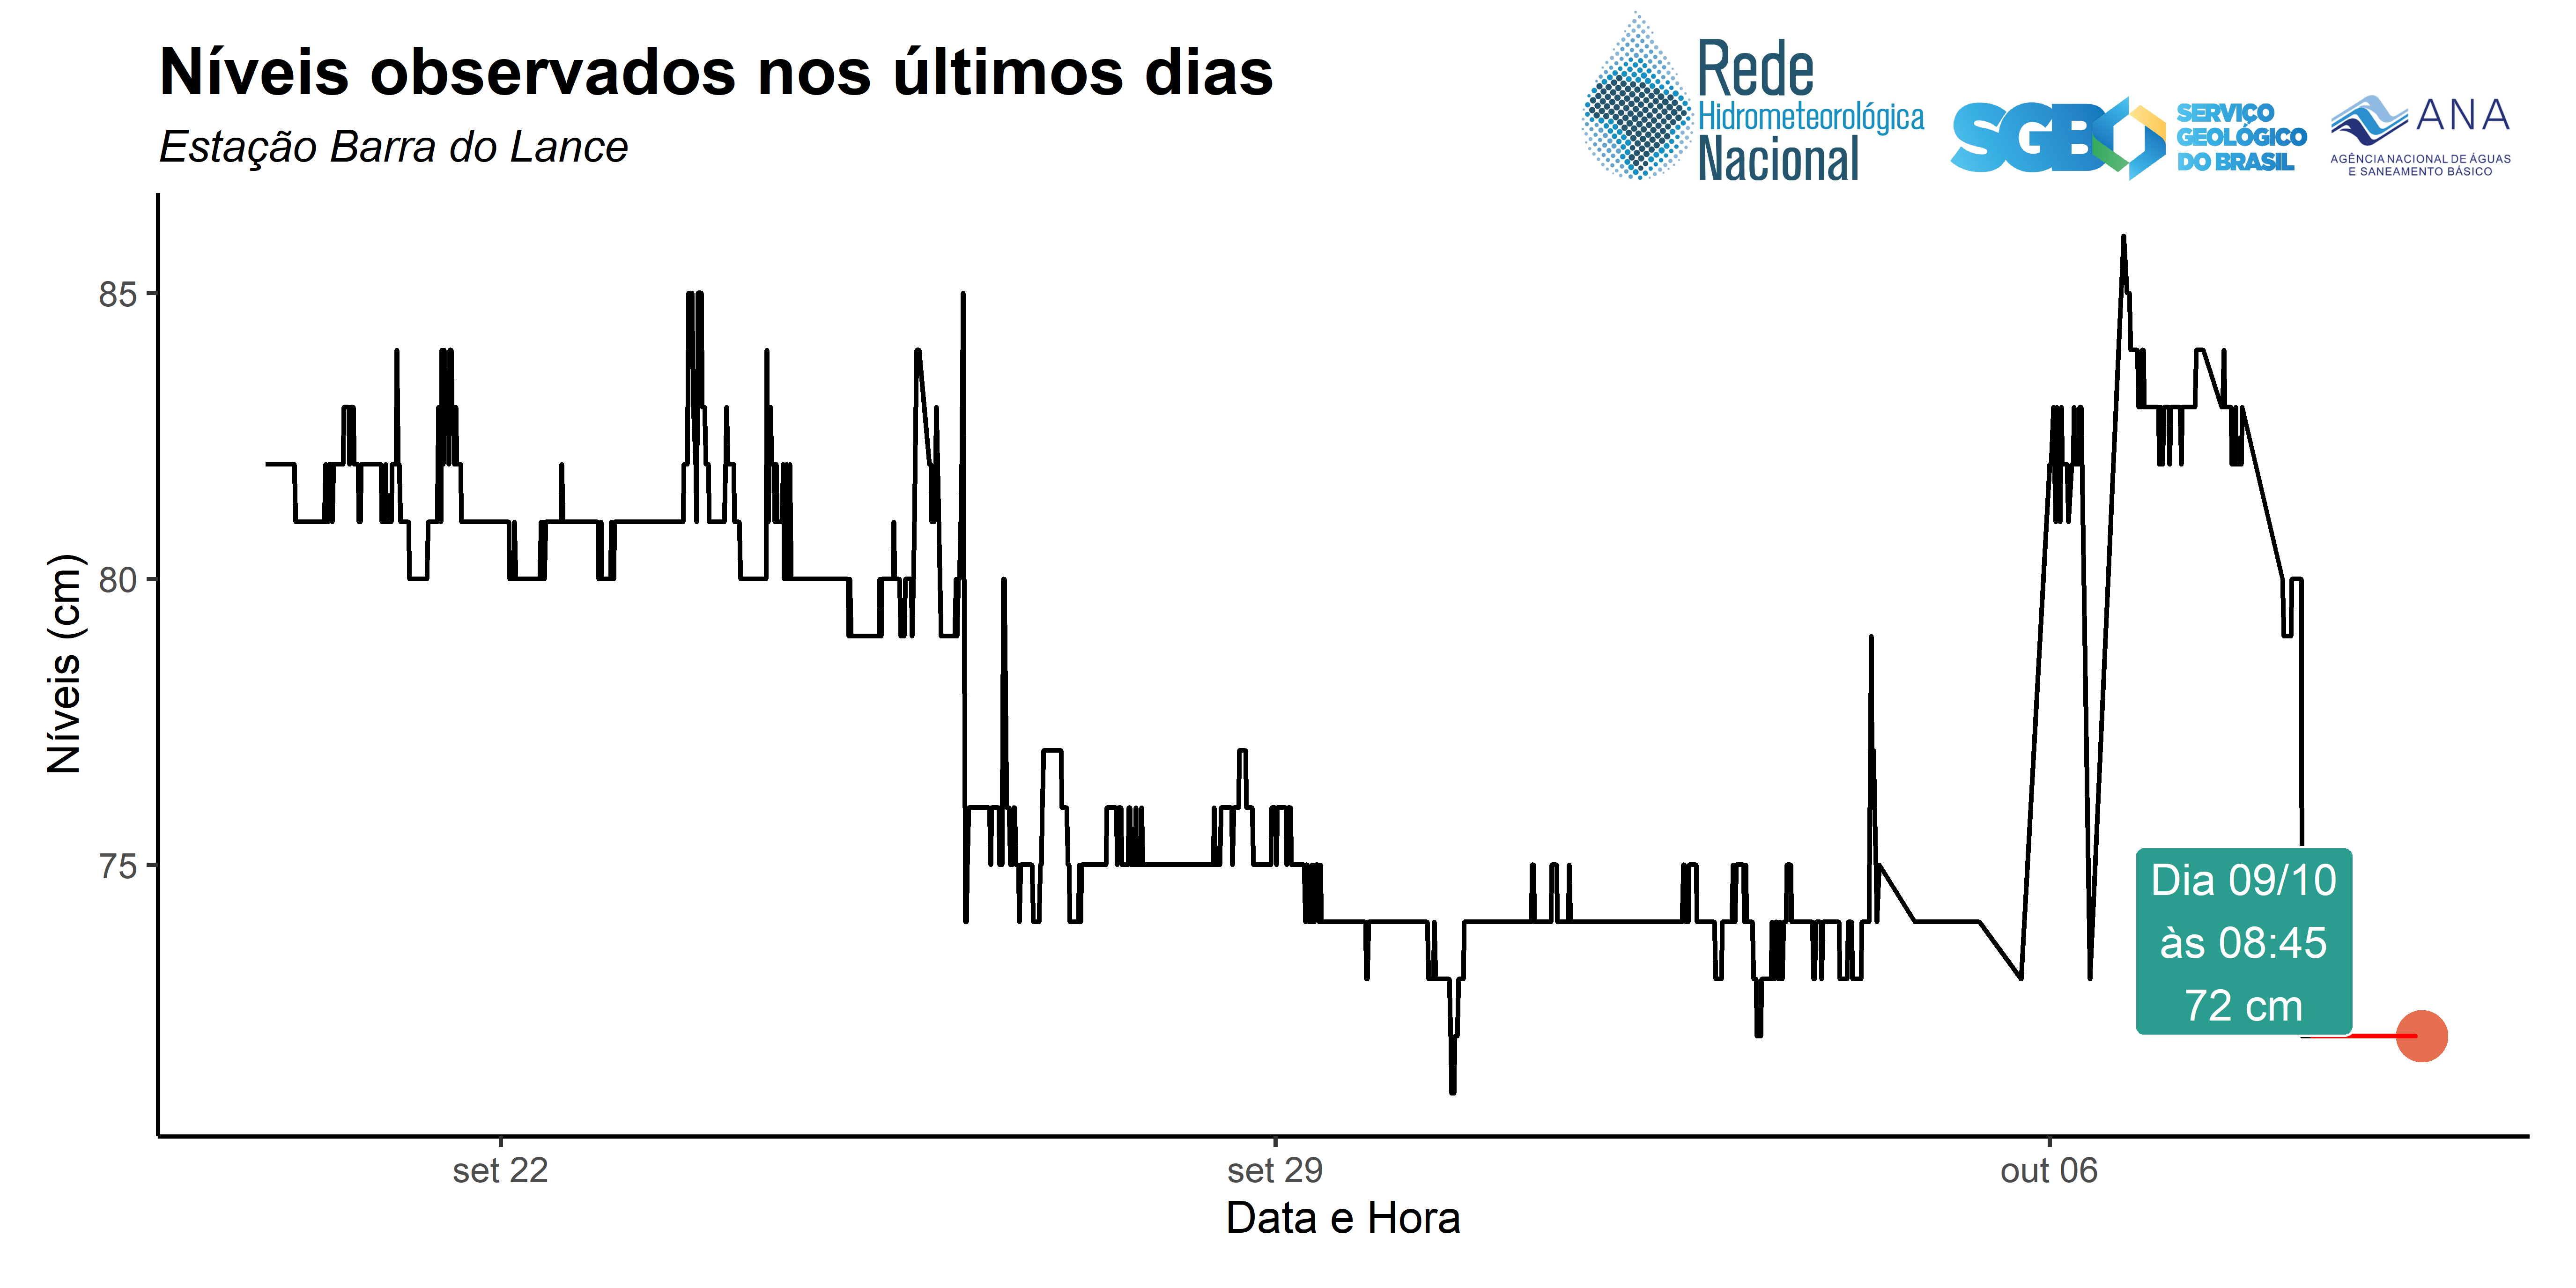 Níveis observados nos últimos dias
Estação Barra do Lance
Rede
Hidrometeorológica
Nacional
SGB
SERVIÇO
GEOLÓGICO
DO BRASIL
ANA
AGÊNCIA NACIONAL DE ÁGUAS
E SANEAMENTO BÁSICO
Níveis (cm)
85
80
75
Dia 09/10
às 08:45
72 cm
set 22
set 29
out 06
Data e Hora